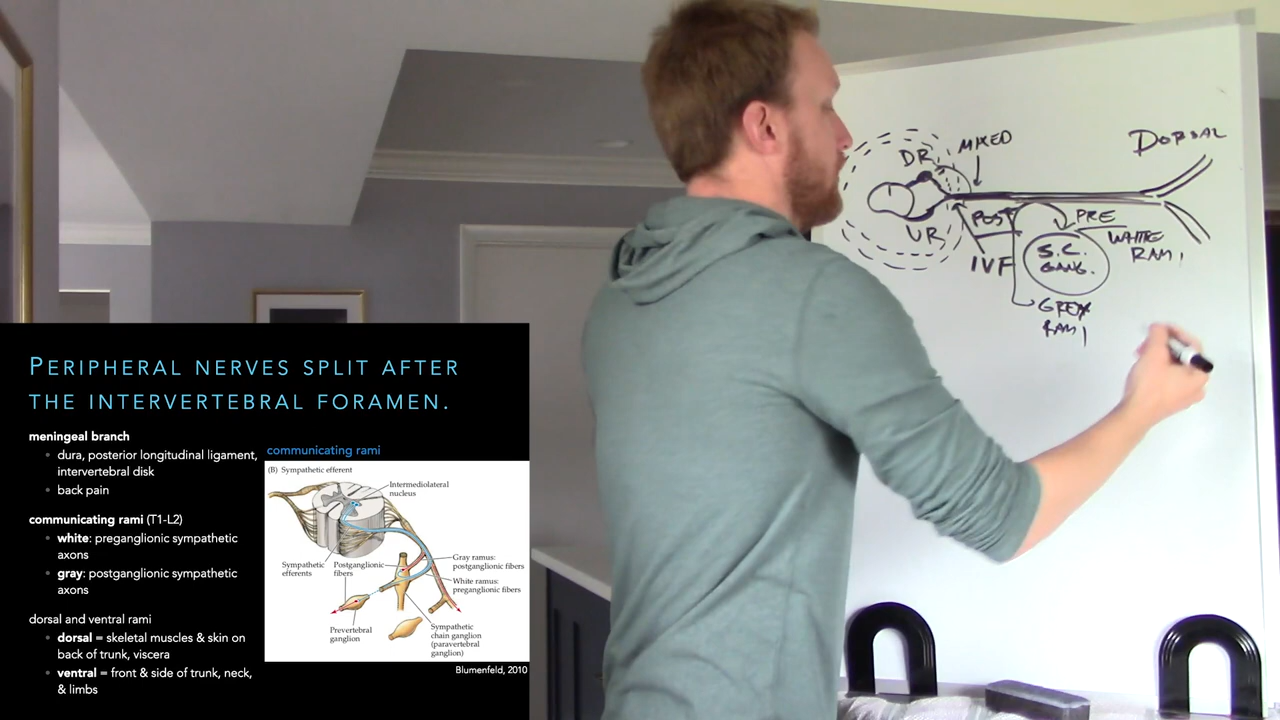 PERIPHERAL NERVES SPLIT AFTER
THE INTERVERTEBRAL FORAMEN.
meningeal branch
dura, posterior longitudinal ligament,
intervertebral disk
back pain
communicating rami (T1-L2)
white: preganglionic sympathetic
axons
gray: postganglionic sympathetic
axons
dorsal and ventral rami
dorsal = skeletal muscles & skin on
back of trunk, viscera
ventral = front & side of trunk, neck,
& limbs
communicating rami
(B) Sympathetic efferent
Intermediolateral
nucleus
Sympathetic
efferents
Postganglionic
fibers
Gray ramus:
postganglionic fibers
White ramus:
preganglionic fibers
Prevertebral
ganglion
Sympathetic
chain ganglion
(paravertebral
ganglion)
Blumenfeld, 2010
DORSAL
MIXED
DR
POST
PRE
VR
WHITE
RAMI
IVF
S.C.
GANG.
GREY
RAMI